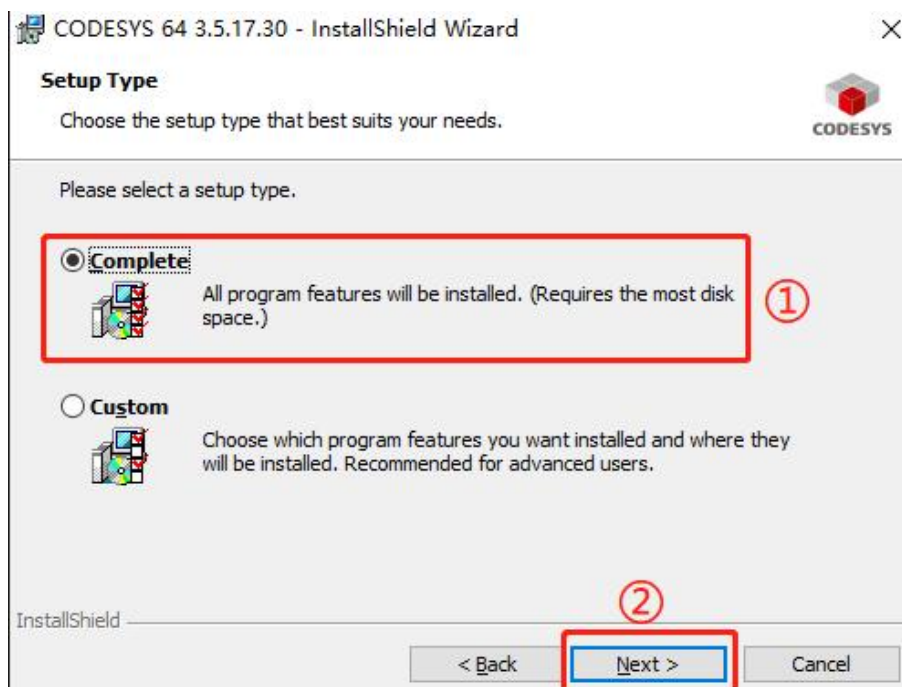 CODESYS 64 3.5.17.30 - InstallShield Wizard
Setup Type
Choose the setup type that best suits your needs.
CODESYS
Please select a setup type.
Complete
All program features will be installed. (Requires the most disk
space.)
①
Custom
Choose which program features you want installed and where they
will be installed. Recommended for advanced users.
②
InstallShield
< Back
Next >
Cancel